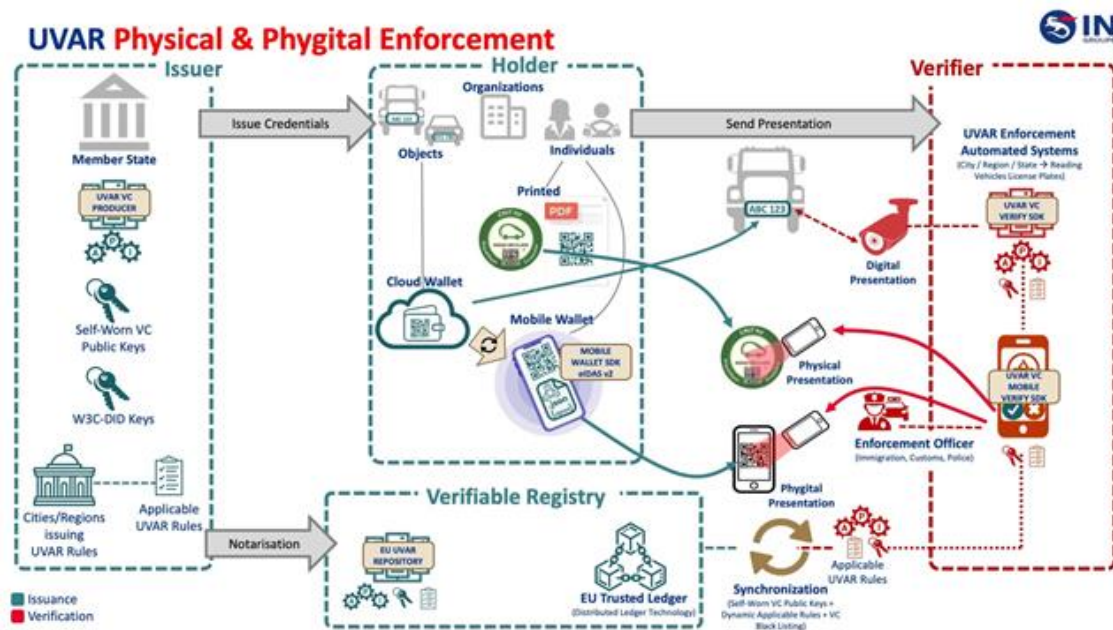 UVAR Physical & Phygital Enforcement
IN
GROUPE
Issuer
Holder
Verifier
Issue Credentials
Send Presentation
Notarisation
Member State
UVAR VC
PRODUCER
A P I
Self-Worn VC
Public Keys
W3C-DID Keys
Cities/Regions
issuing
UVAR Rules
Applicable
UVAR Rules
Organizations
Objects
Individuals
Printed
PDF
Cloud Wallet
Mobile Wallet
MOBILE
WALLET SDK
eIDAS v2
json
ABC 123
Digital
Presentation
Physical
Presentation
Phygital
Presentation
UVAR Enforcement
Automated Systems
(City / Region / State → Reading
Vehicles License Plates)
UVAR VC
VERIFY SDK
A P I
UVAR VC
MOBILE
VERIFY SDK
Enforcement Officer
(Immigration, Customs, Police)
Verifiable Registry
EU UVAR
REPOSITORY
A P I
EU Trusted Ledger
(Distributed Ledger Technology)
Synchronization
(Self-Worn VC Public Keys +
Dynamic Applicable Rules + VC
Black Listing)
A P I
Applicable
UVAR Rules
Issuance
Verification